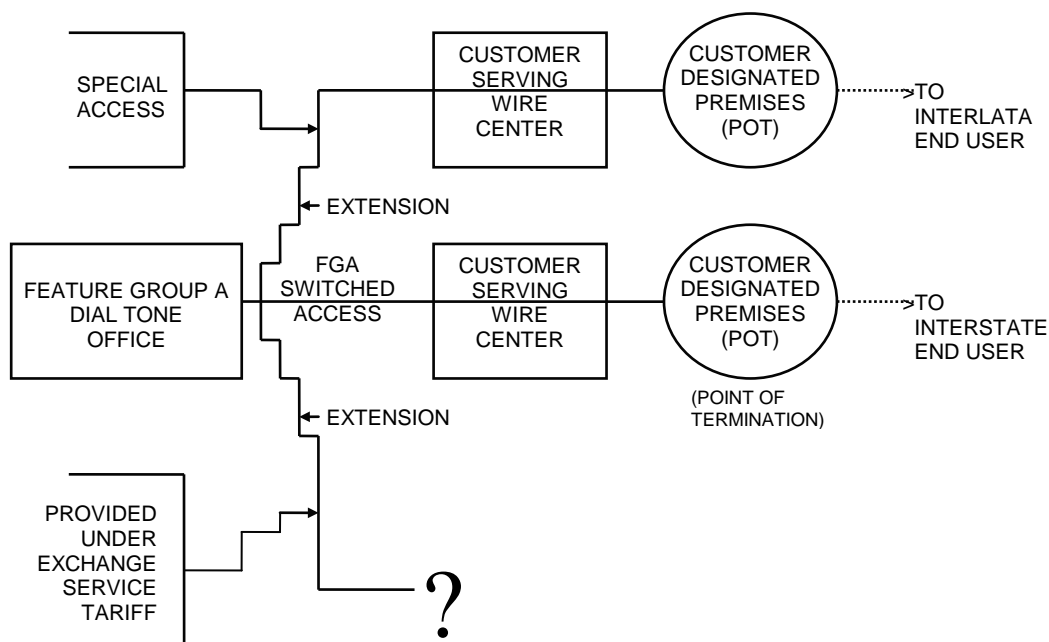 SPECIAL
ACCESS
CUSTOMER
SERVING
WIRE
CENTER
CUSTOMER
DESIGNATED
PREMISES
(POT)
>TO
INTERLATA
END USER
EXTENSION
FEATURE GROUP A
DIAL TONE
OFFICE
FGA
SWITCHED
ACCESS
CUSTOMER
SERVING
WIRE
CENTER
CUSTOMER
DESIGNATED
PREMISES
(POT)
>TO
INTERSTATE
END USER
(POINT OF
TERMINATION)
EXTENSION
PROVIDED
UNDER
EXCHANGE
SERVICE
TARIFF
?